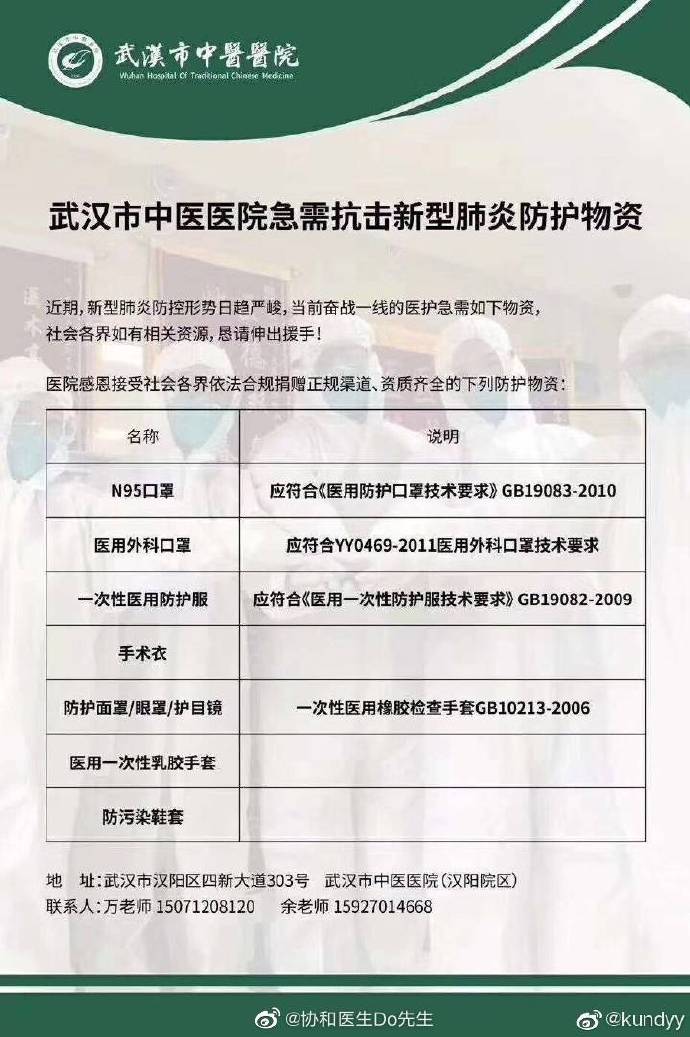 武漢市中醫醫院
Wuhan Hospital Of Traditional Chinese Medicine
武汉市中医医院急需抗击新型肺炎防护物资
近期，新型肺炎防控形势日趋严峻，当前奋战一线的医护急需如下物资，
社会各界如有相关资源，恳请伸出援手！
医院感恩接受社会各界依法合规捐赠正规渠道、资质齐全的下列防护物资：
名称 说明
N95口罩 应符合《医用防护口罩技术要求》GB19083-2010
医用外科口罩 应符合YY0469-2011医用外科口罩技术要求
一次性医用防护服 应符合《医用一次性防护服技术要求》GB19082-2009
手术衣
防护面罩/眼罩/护目镜 一次性医用橡胶检查手套GB10213-2006
医用一次性乳胶手套
防污染鞋套
地 址：武汉市汉阳区四新大道303号 武汉市中医医院（汉阳院区）
联系人：万老师 15071208120 余老师 15927014668
@协和医生Do先生
@kundyy